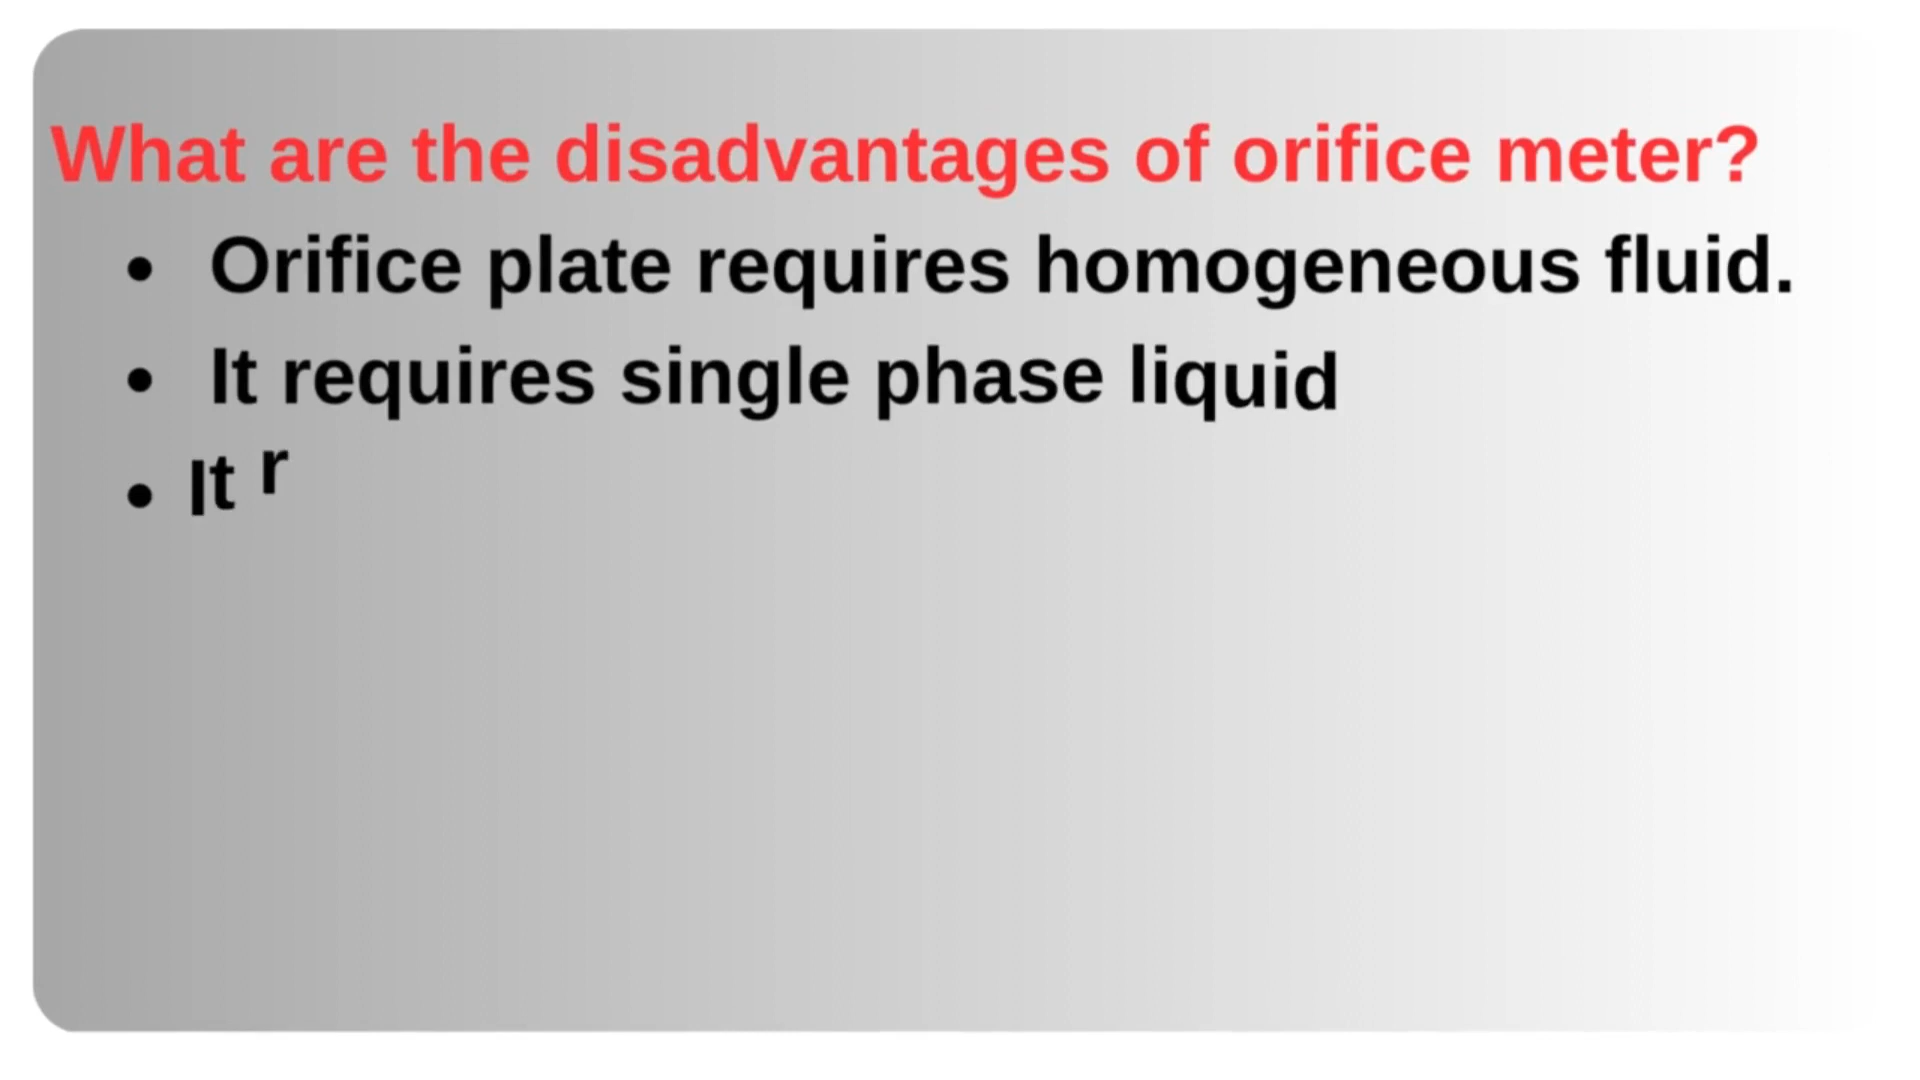 What are the disadvantages of orifice meter?
• Orifice plate requires homogeneous fluid.
• It requires single phase liquid
• It r